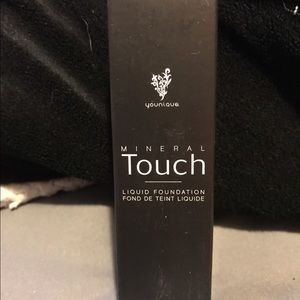 younique
MINERAL
Touch
LIQUID FOUNDATION
FOND DE TEINT LIQUIDE